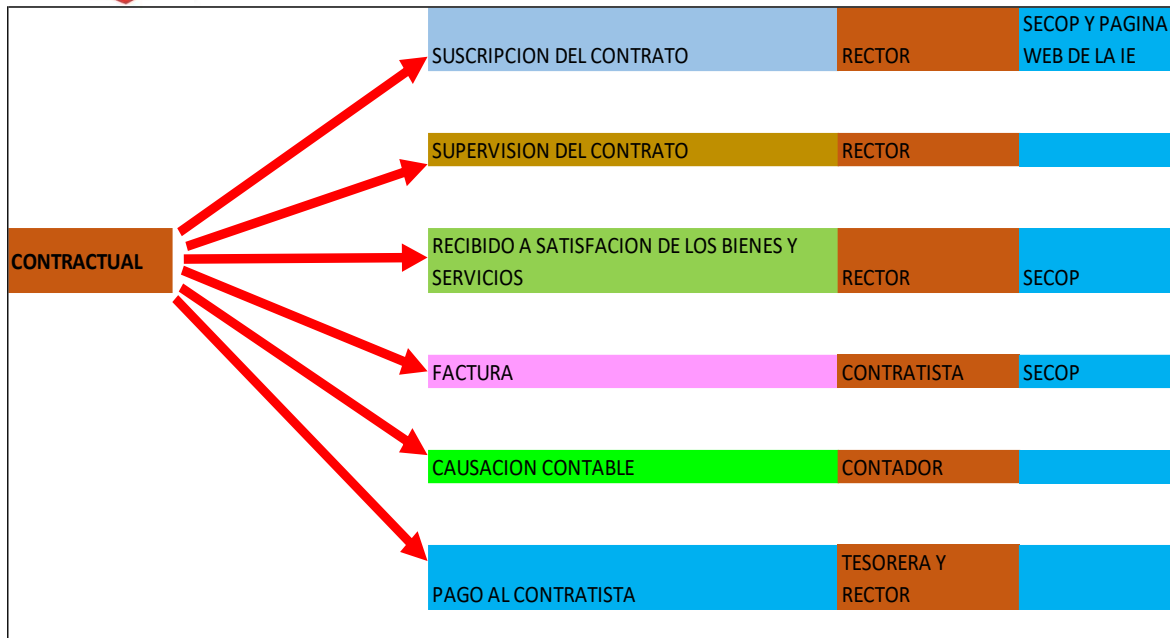 SUSCRIPCION DEL CONTRATO
RECTOR
SECOP Y PAGINA
WEB DE LA IE
SUPERVISION DEL CONTRATO
RECTOR
CONTRACTUAL
RECIBIDO A SATISFACION DE LOS BIENES Y
SERVICIOS
RECTOR
SECOP
FACTURA
CONTRATISTA
SECOP
CAUSACION CONTABLE
CONTADOR
PAGO AL CONTRATISTA
TESORERA Y
RECTOR